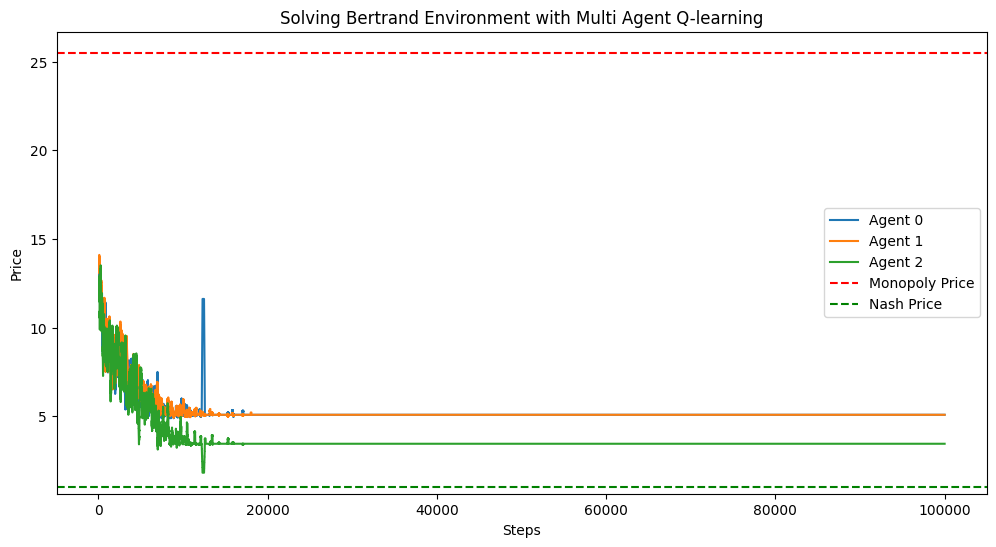 Solving Bertrand Environment with Multi Agent Q-learning
Price
25
20
15
10
5
Agent 0
Agent 1
Agent 2
Monopoly Price
Nash Price
0 20000 40000 60000 80000 100000
Steps